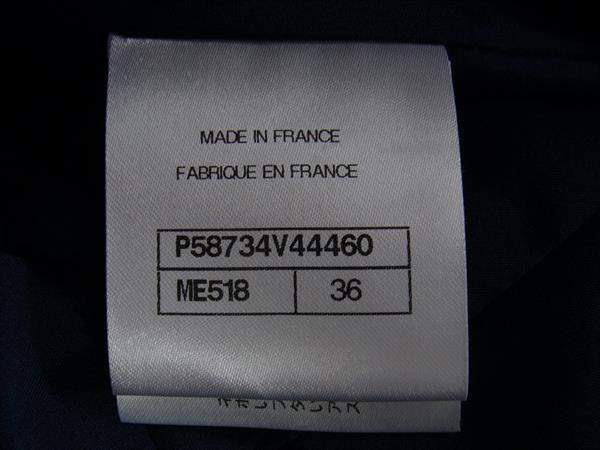 MADE IN FRANCE
FABRIQUE EN FRANCE
P58734V44460
ME518 36